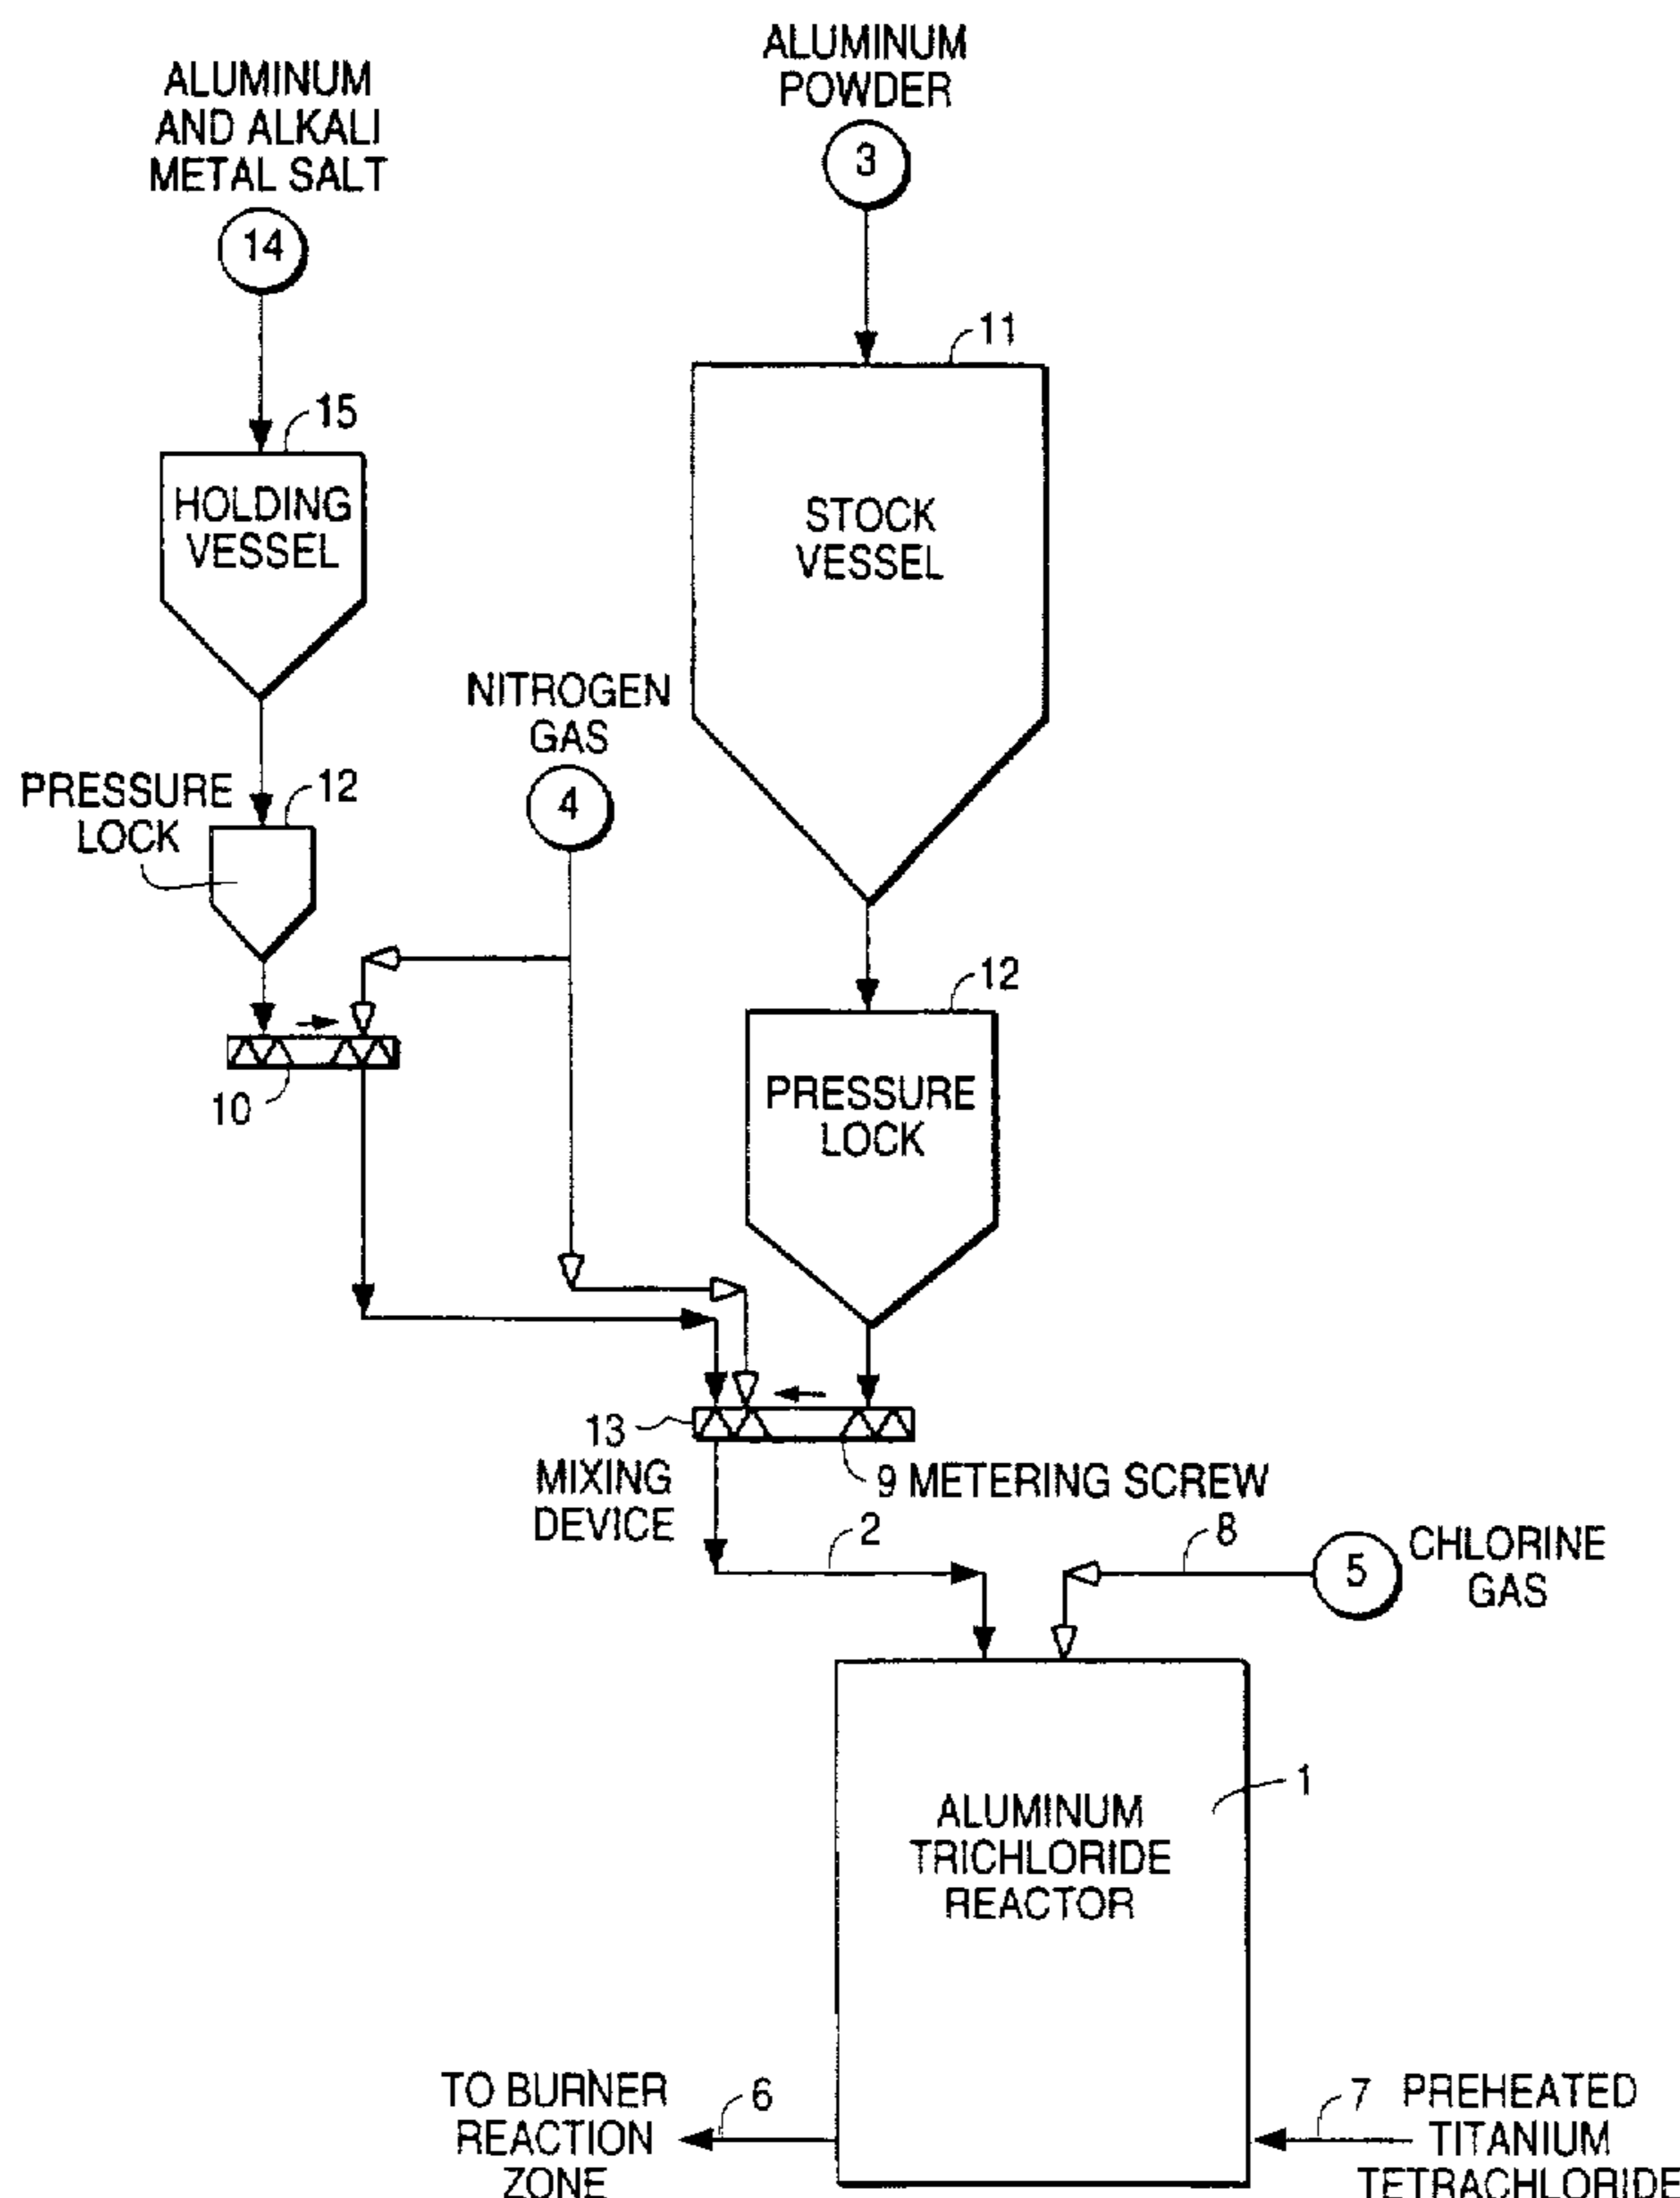 ALUMINUM
AND ALKALI
METAL SALT
14
ALUMINUM
POWDER
3
11
15
HOLDING
VESSEL
STOCK
VESSEL
NITROGEN
GAS
4
PRESSURE
LOCK
12
12
10
PRESSURE
LOCK
13
MIXING
DEVICE
9 METERING SCREW
2
8
5
CHLORINE
GAS
1
ALUMINUM
TRICHLORIDE
REACTOR
TO BURNER
REACTION
ZONE
6
7
PREHEATED
TITANIUM
TETRACHLORIDE